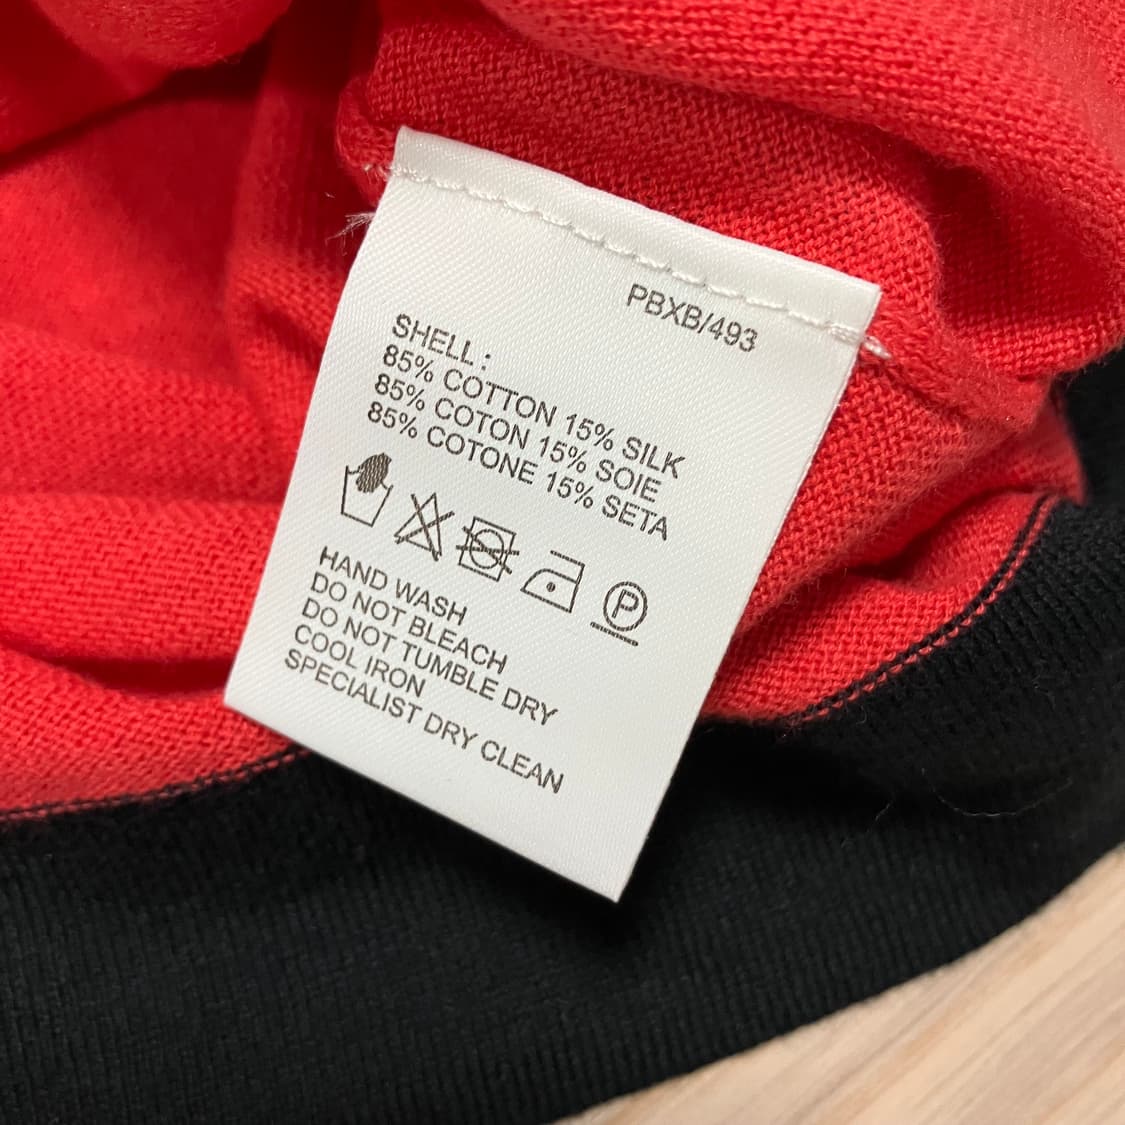 PBXB/493
SHELL :
85% COTTON 15% SILK
85% COTON 15% SOIE
85% COTONE 15% SETA
P
HAND WASH
DO NOT BLEACH
DO NOT TUMBLE DRY
COOL IRON
SPECIALIST DRY CLEAN